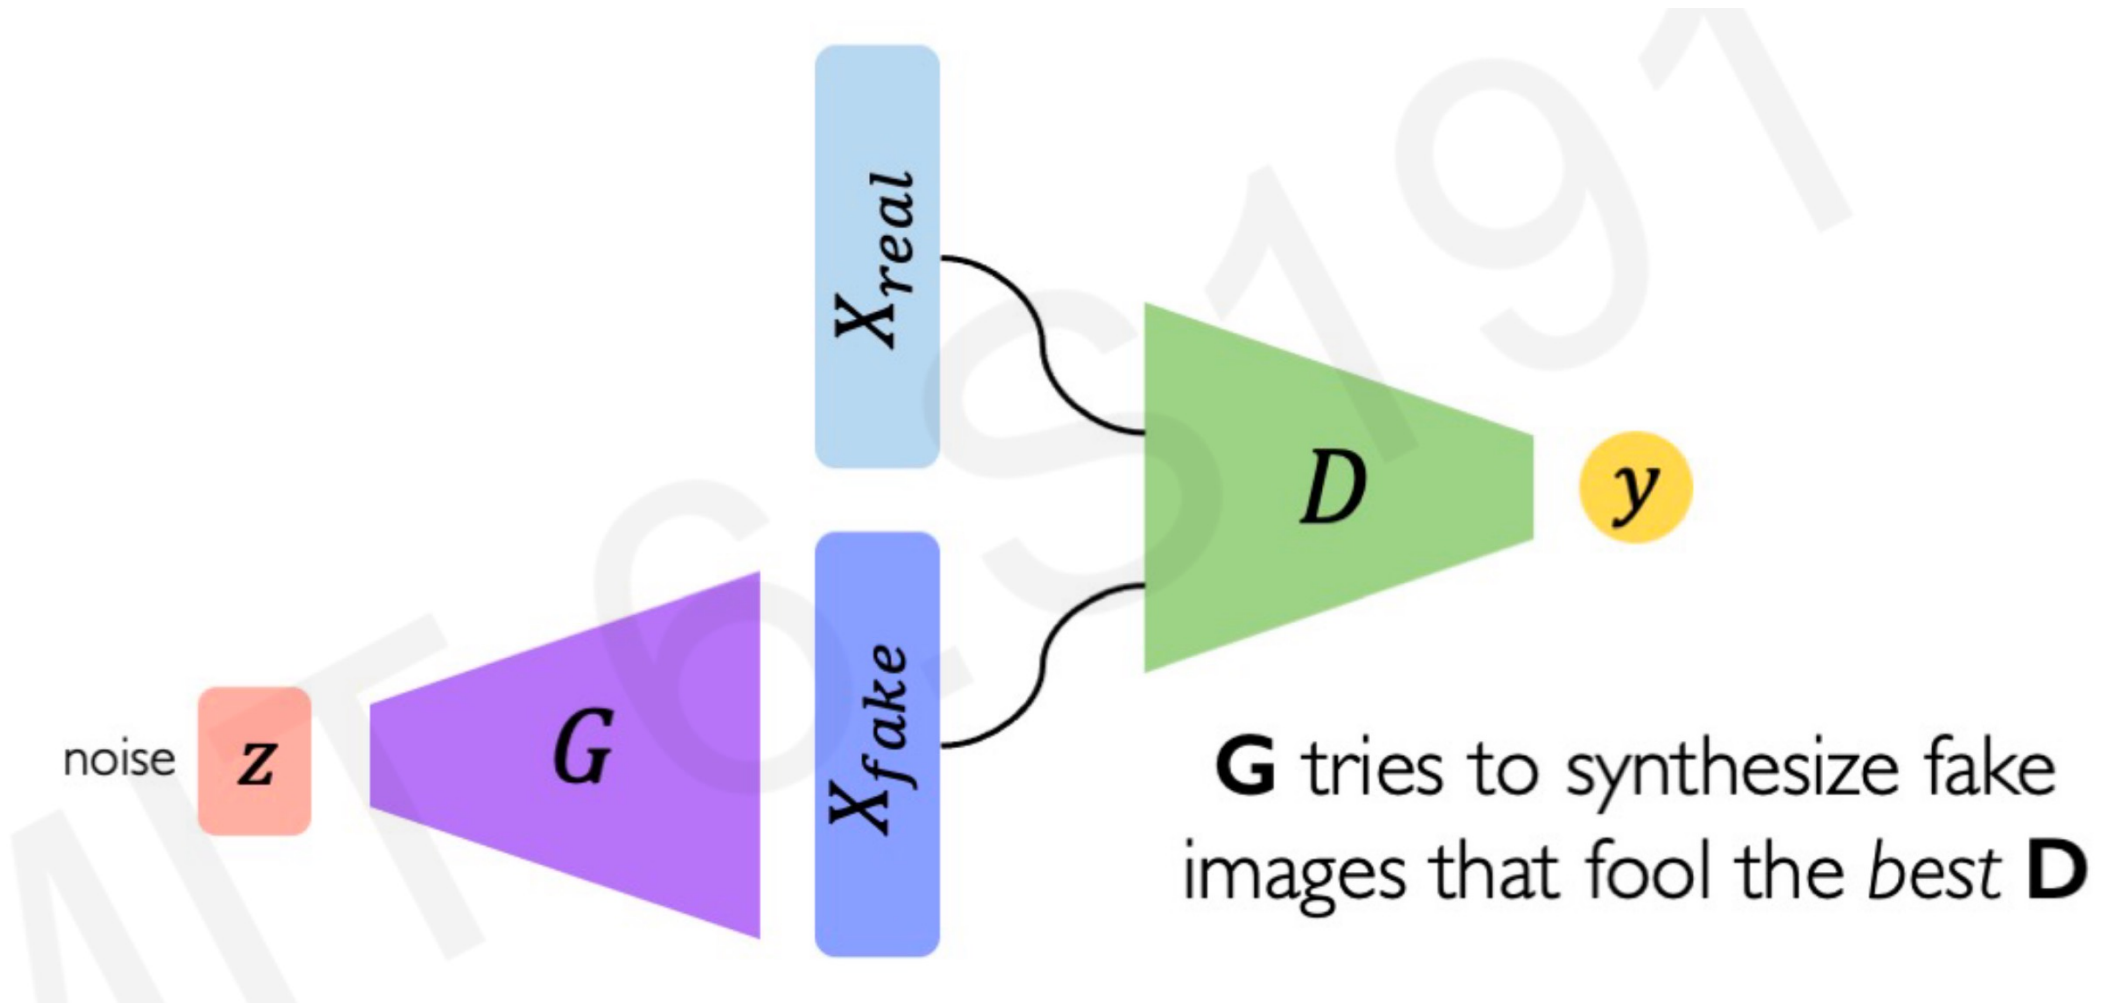 X_real
D
y
noise
z
G
X_fake
G tries to synthesize fake
images that fool the best D
MIT 6.S191